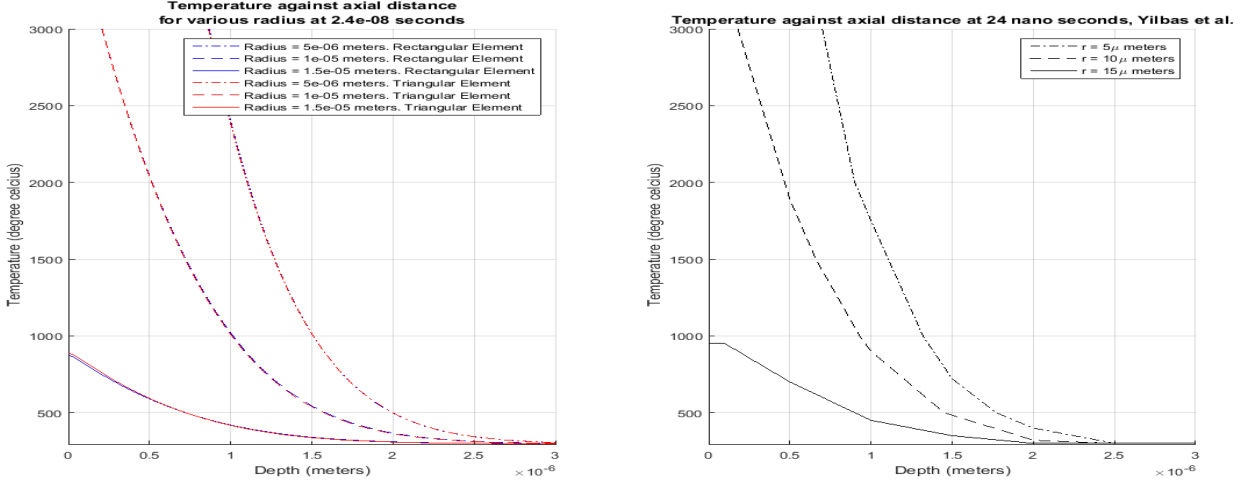 Temperature against axial distance
for various radius at 2.4e-08 seconds
3000
2500
2000
1500
1000
500
Temperature (degree celcius)
Radius = 5e-06 meters. Rectangular Element
Radius = 1e-05 meters. Rectangular Element
Radius = 1.5e-05 meters. Rectangular Element
Radius = 5e-06 meters. Triangular Element
Radius = 1e-05 meters. Triangular Element
Radius = 1.5e-05 meters. Triangular Element
0 0.5 1 1.5 2 2.5 3
Depth (meters)
× 10^-6
Temperature against axial distance at 24 nano seconds, Yilbas et al.
3000
2500
2000
1500
1000
500
Temperature (degree celcius)
r = 5μ meters
r = 10μ meters
r = 15μ meters
0 0.5 1 1.5 2 2.5 3
Depth (meters)
× 10^-6